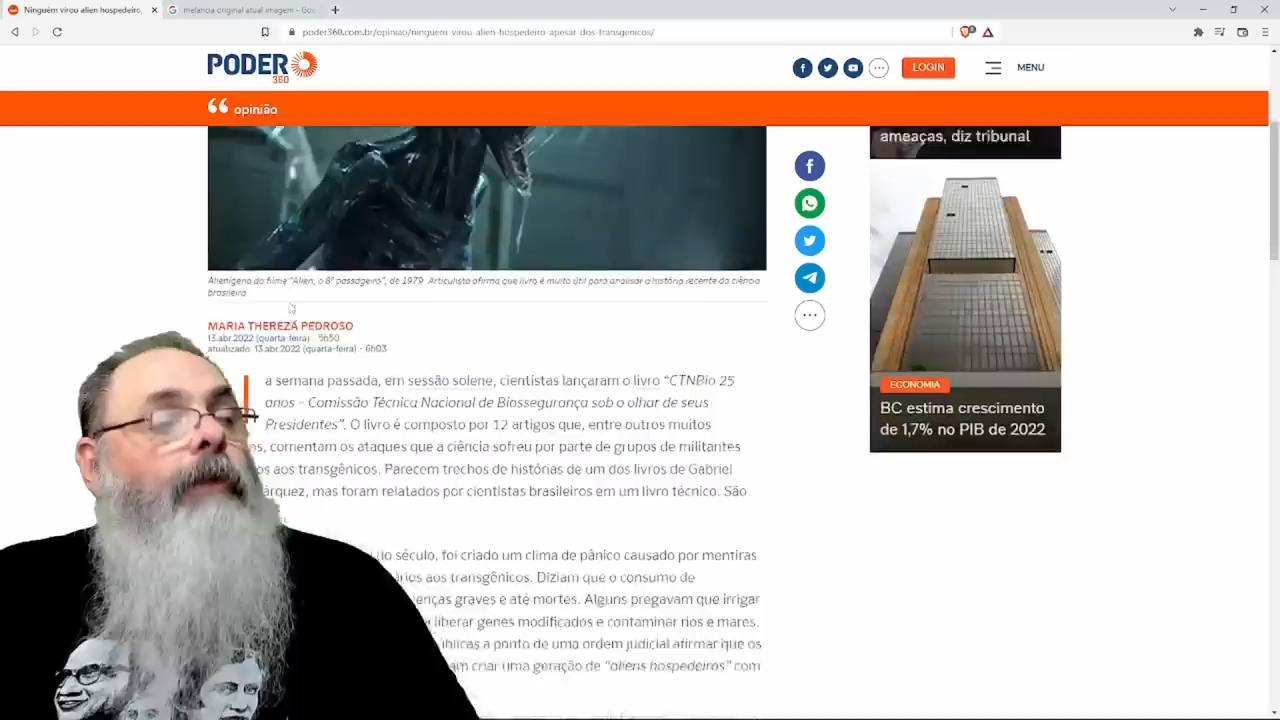 Ninguém virou alien hospedeiro,
melancia original atual imagem - Goo
poder360.com.br/opiniao/ninguem-virou-alien-hospedeiro-apesar-dos-transgenicos/
PODER
360
LOGIN
MENU
opinião
ameaças, diz tribunal
Alienígena do filme "Alien, o 8º passageiro", de 1979. Articulista afirma que livro é muito útil para analisar a história recente da ciência
brasileira
MARIA THEREZA PEDROSO
13.abr.2022 (quarta-feira) - 5h50
atualizado: 13.abr.2022 (quarta-feira) - 6h03
a semana passada, em sessão solene, cientistas lançaram o livro "CTNBio 25
anos – Comissão Técnica Nacional de Biossegurança sob o olhar de seus
Presidentes". O livro é composto por 12 artigos que, entre outros muitos
s, comentam os ataques que a ciência sofreu por parte de grupos de militantes
os aos transgênicos. Parecem trechos de histórias de um dos livros de Gabriel
árquez, mas foram relatados por cientistas brasileiros em um livro técnico. São
século, foi criado um clima de pânico causado por mentiras
rios aos transgênicos. Diziam que o consumo de
enças graves e até mortes. Alguns pregavam que irrigar
liberar genes modificados e contaminar rios e mares.
a ponto de uma ordem judicial afirmar que os
am criar uma geração de "aliens hospedeiros" com
ECONOMIA
BC estima crescimento
de 1,7% no PIB de 2022